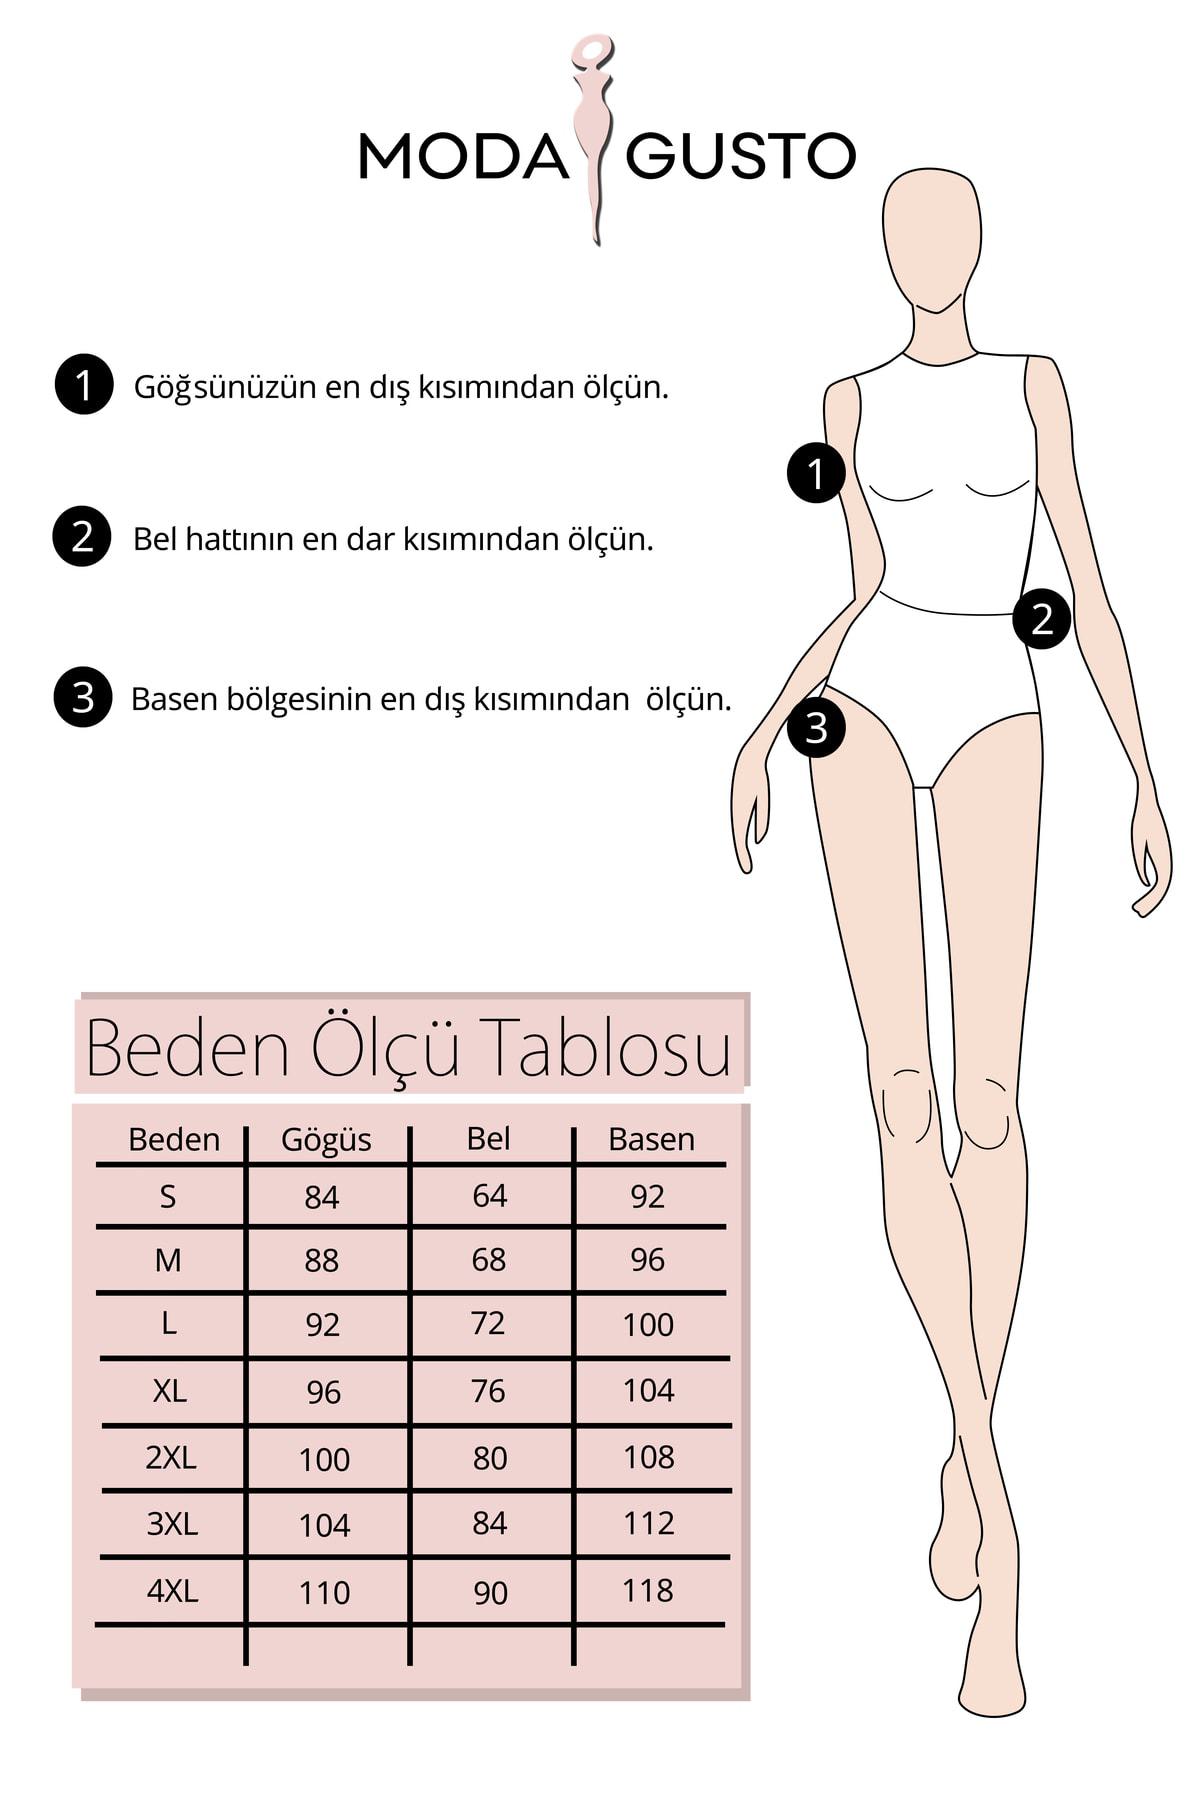 MODA GUSTO
1 Göğsünüzün en dış kısımından ölçün.
2 Bel hattının en dar kısımından ölçün.
3 Basen bölgesinin en dış kısımından ölçün.
1
2
3
Beden Ölçü Tablosu
Beden Gögüs Bel Basen
S 84 64 92
M 88 68 96
L 92 72 100
XL 96 76 104
2XL 100 80 108
3XL 104 84 112
4XL 110 90 118